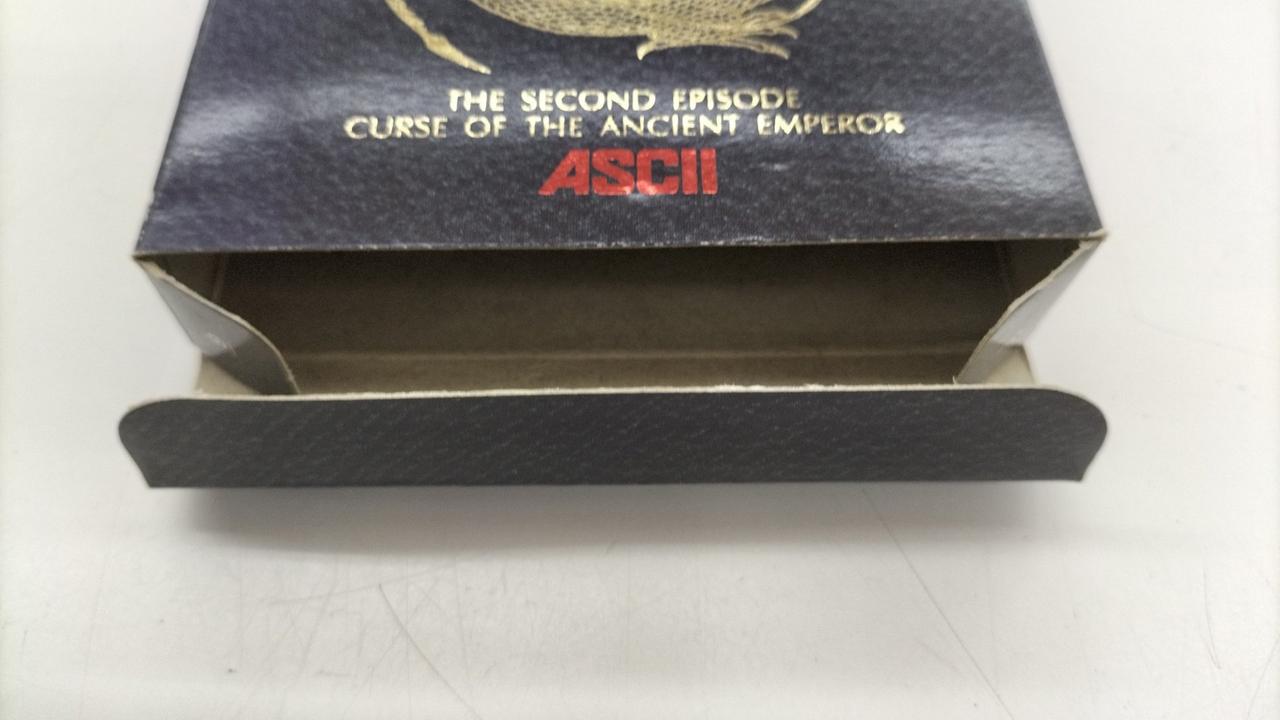 THE SECOND EPISODE
CURSE OF THE ANCIENT EMPEROR
ASCII